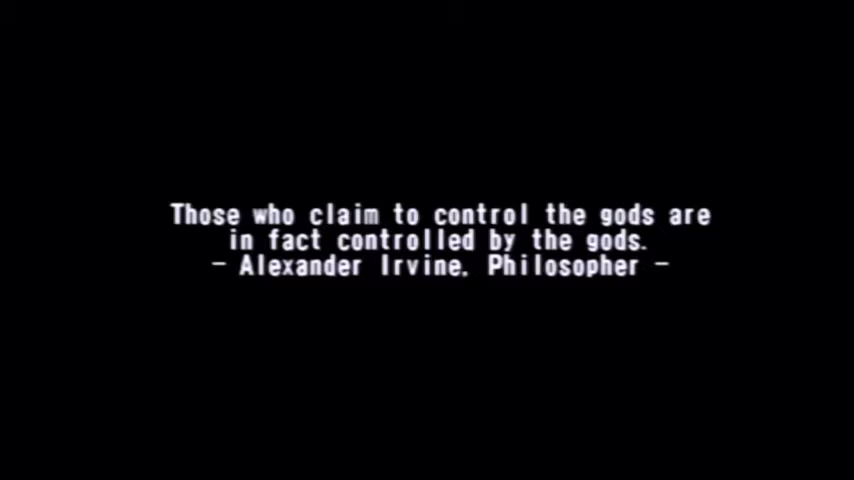 Those who claim to control the gods are
in fact controlled by the gods.
- Alexander Irvine, Philosopher -